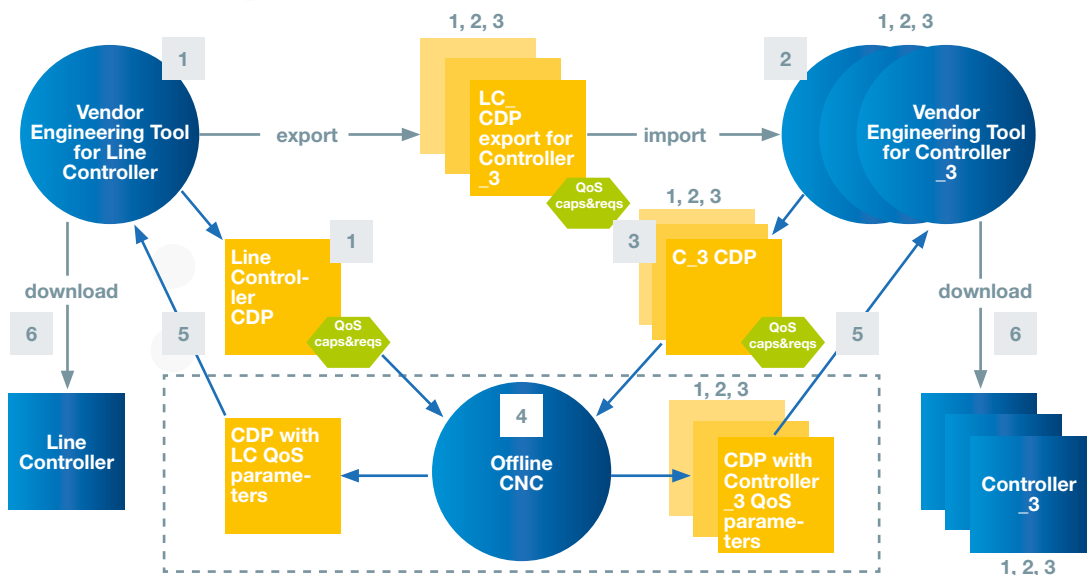 1, 2, 3
1, 2, 3
1
2
Vendor
Engineering Tool
for Line
Controller
export
LC_
CDP
export for
Controller
_3
import
Vendor
Engineering Tool
for Controller
_3
QoS
caps&reqs
1, 2, 3
1
3
Line
Control-
ler
CDP
C_3 CDP
download
download
QoS
caps&reqs
QoS
caps&reqs
6
5
5
6
1, 2, 3
4
Line
Controller
CDP with
LC QoS
parame-
ters
Offline
CNC
CDP with
Controller
_3 QoS
parame-
ters
Controller
_3
1, 2, 3